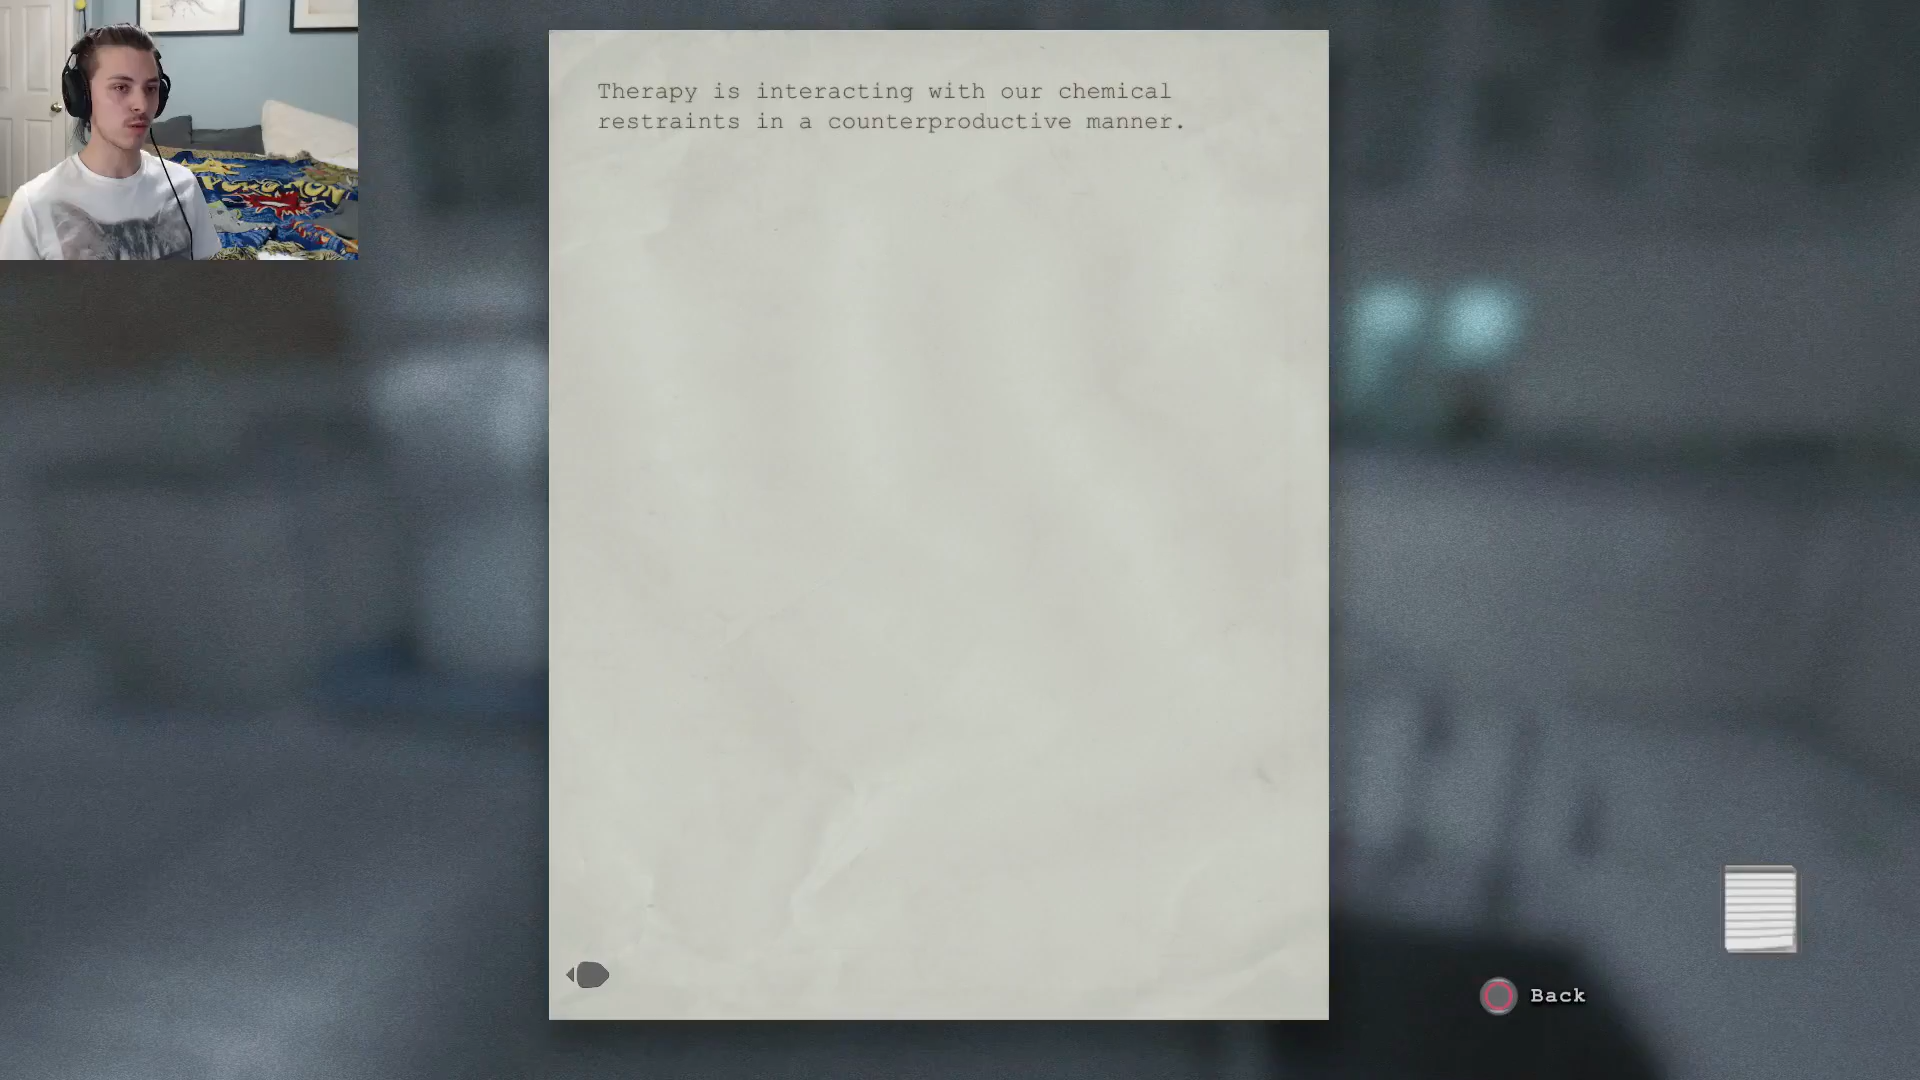 Therapy is interacting with our chemical
restraints in a counterproductive manner.
Back